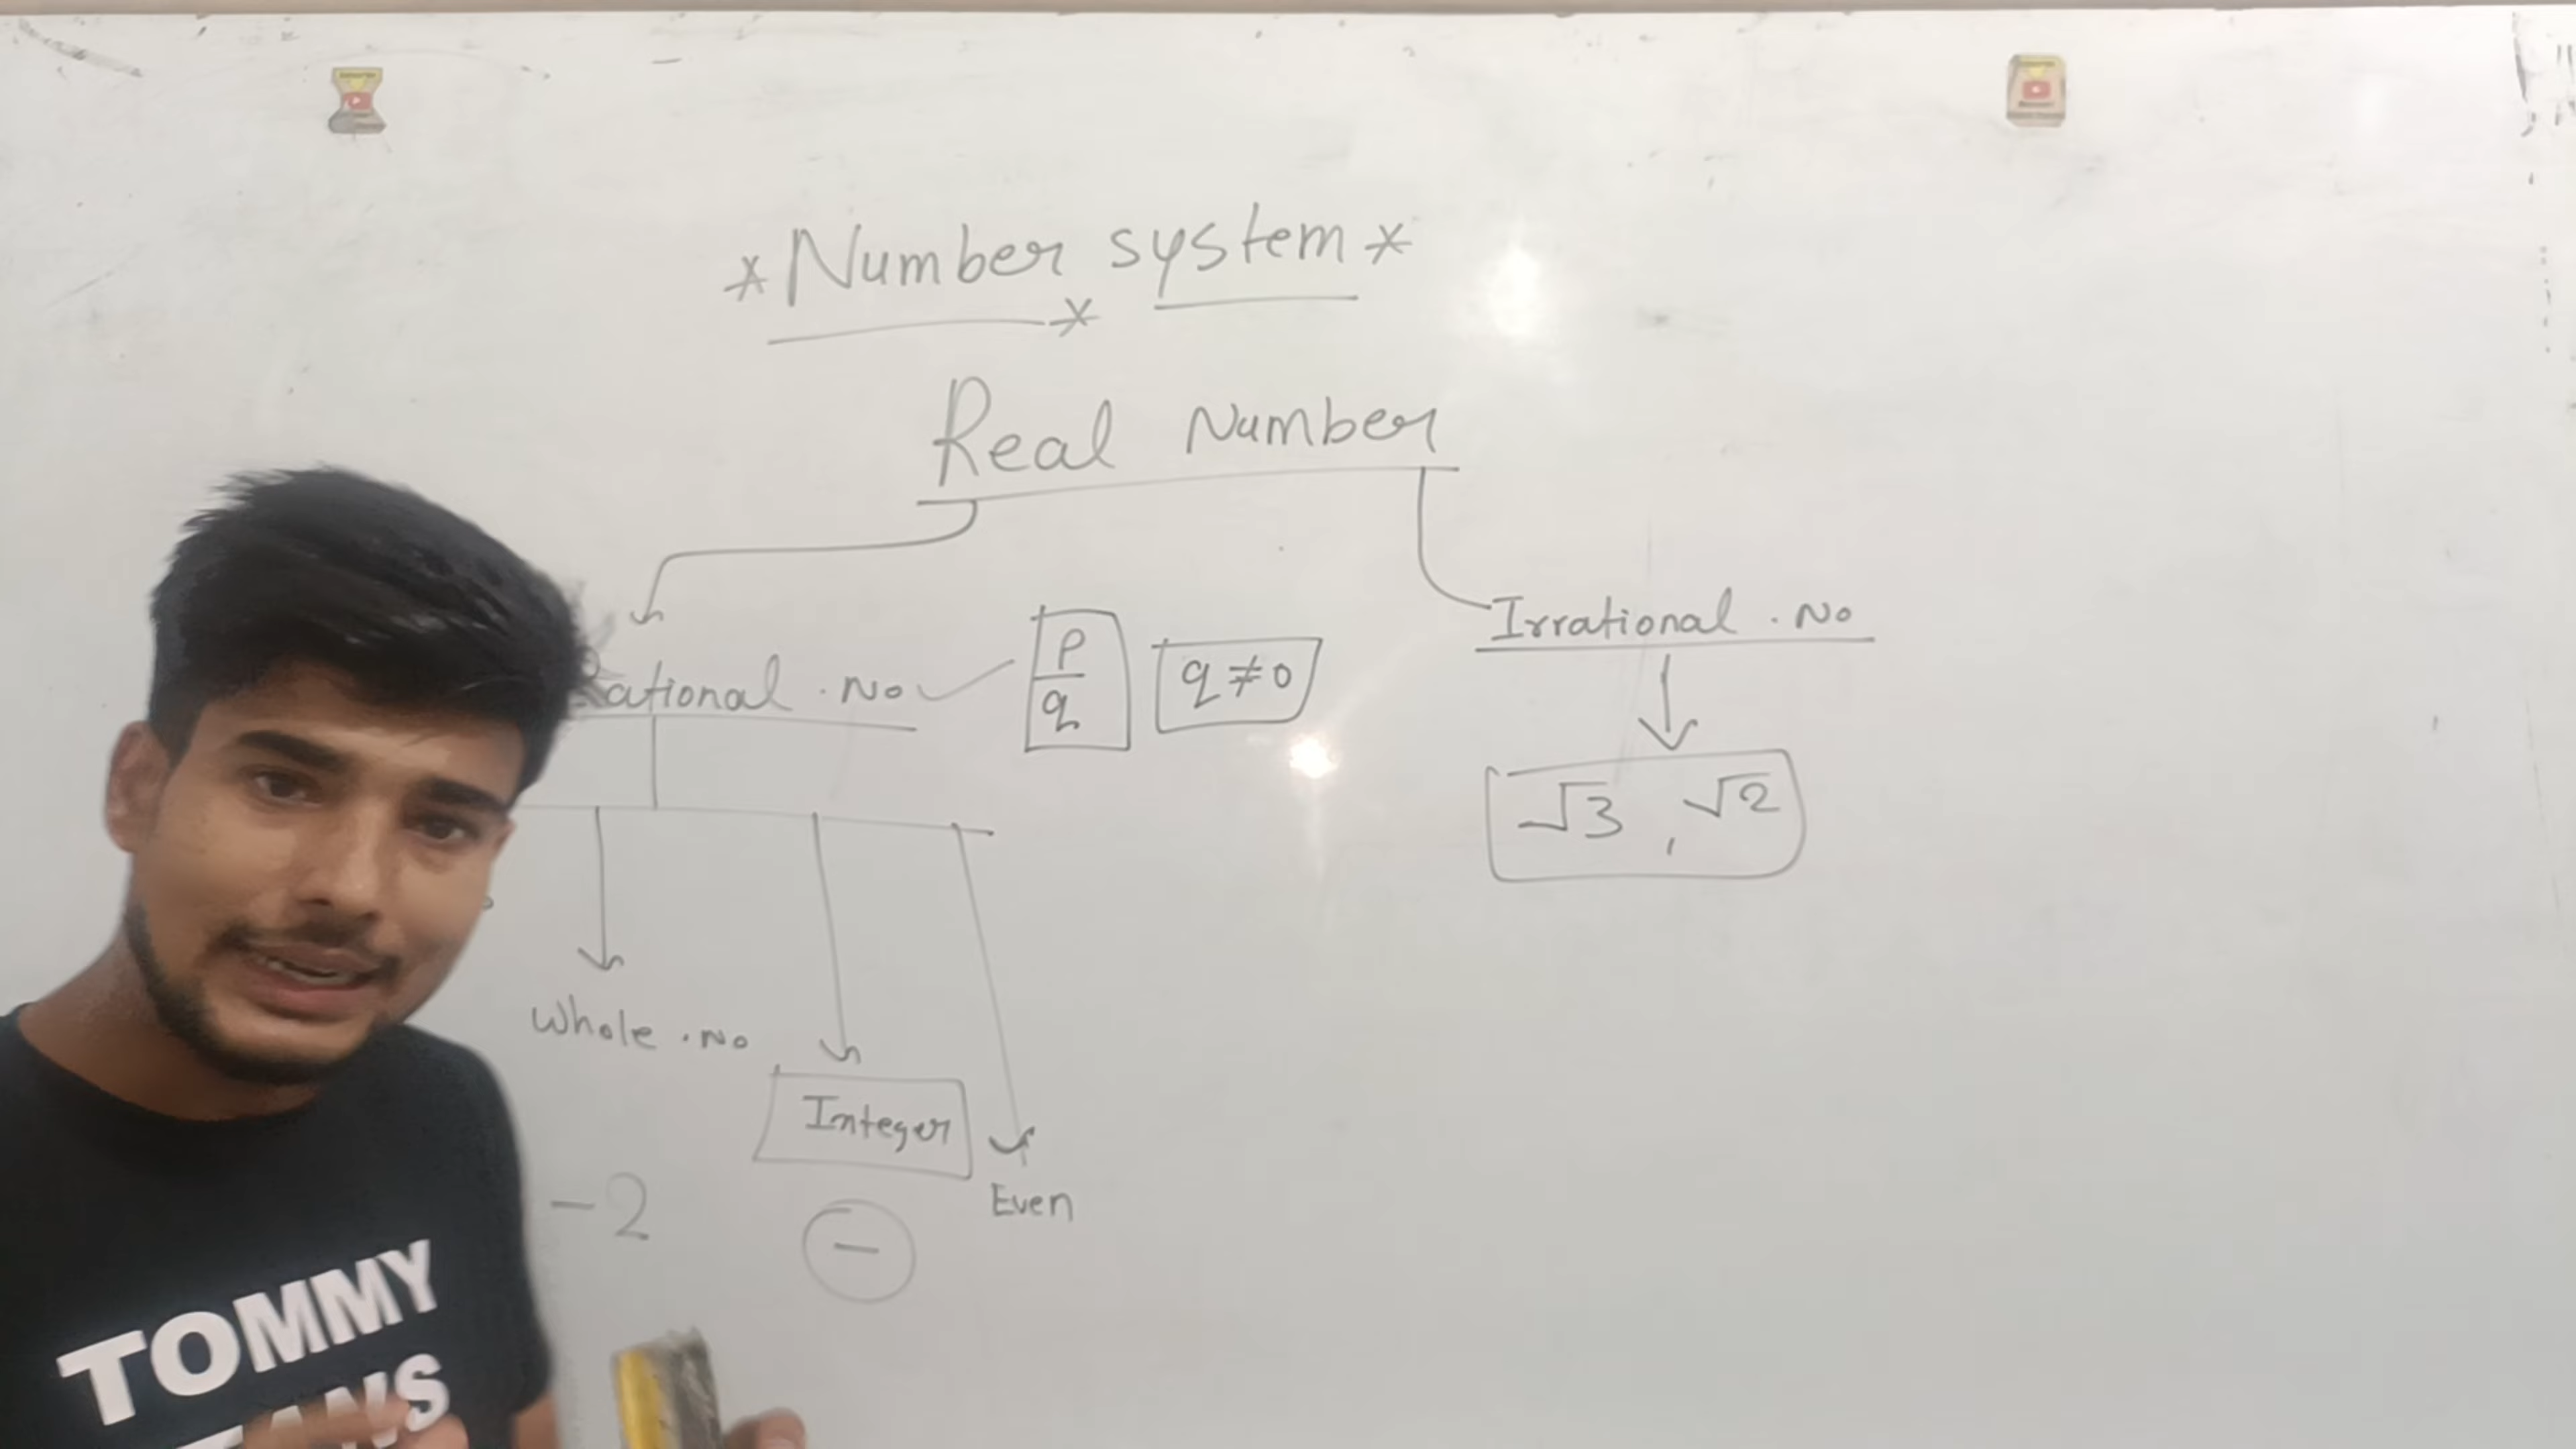 *Number system*
Real Number
Irrational . No
Rational . No
p/q
q ≠ 0
√3 , √2
Whole . No
Integer
Even
-2
−
TOMMY